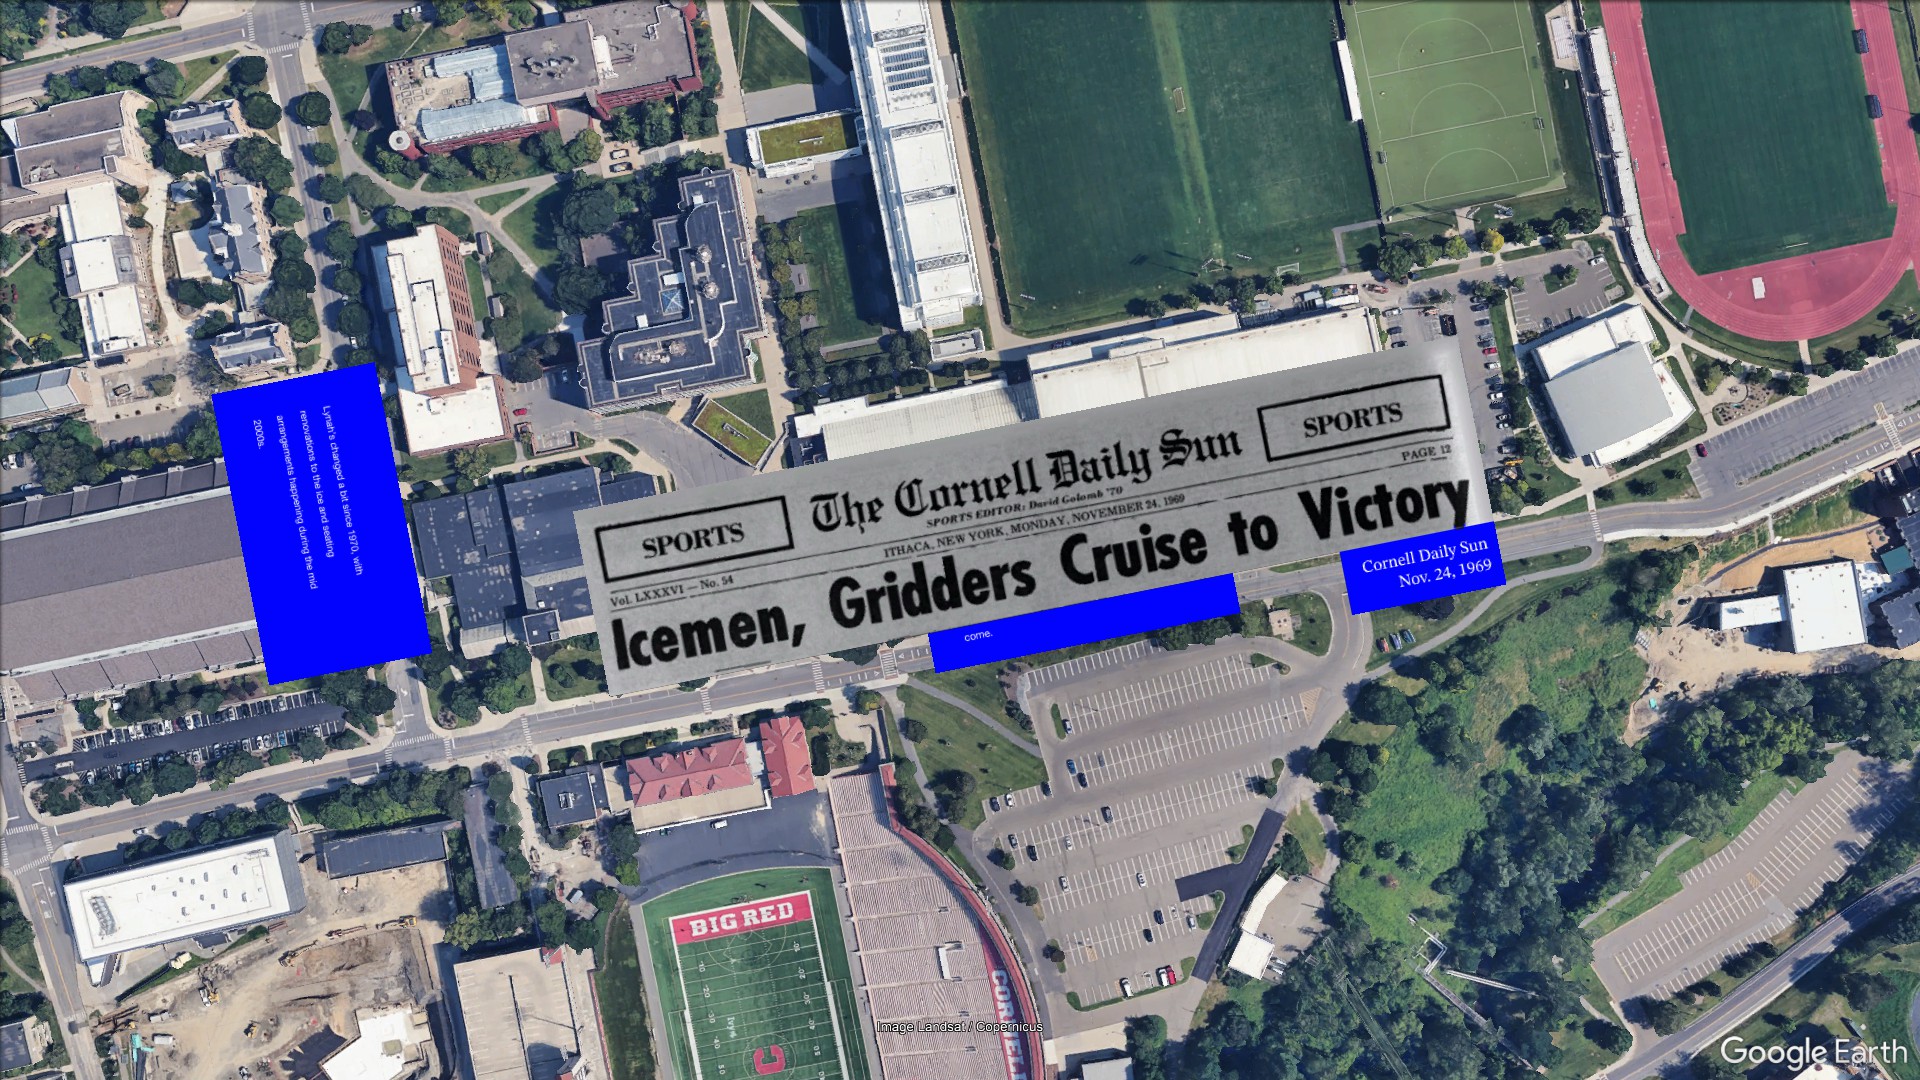 Lynah's changed a bit since 1970, with
renovations to the ice and seating
arrangements happening during the mid
2000s.
SPORTS
The Cornell Daily Sun
SPORTS
SPORTS EDITOR: David Golomb '70
Vol. LXXXVI — No. 54
ITHACA, NEW YORK, MONDAY, NOVEMBER 24, 1969
PAGE 12
Icemen, Gridders Cruise to Victory
come.
Cornell Daily Sun
Nov. 24, 1969
BIG RED
CORNELL
C
Image Landsat / Copernicus
Google Earth